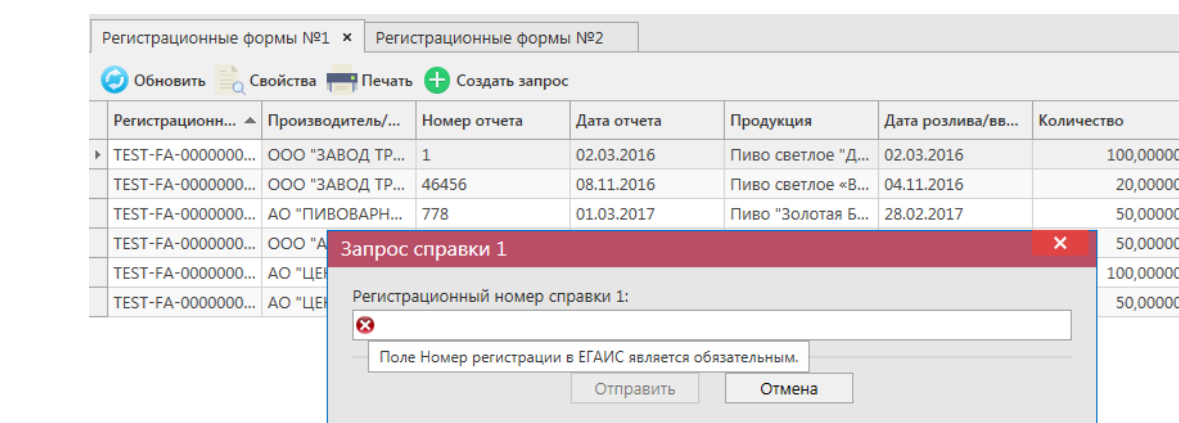 Регистрационные формы №1 × Регистрационные формы №2
Обновить Свойства Печать Создать запрос
Регистрационн... Производитель/... Номер отчета Дата отчета Продукция Дата розлива/вв... Количество
TEST-FA-0000000... ООО "ЗАВОД ТР... 1 02.03.2016 Пиво светлое "Д... 02.03.2016 100,00000
TEST-FA-0000000... ООО "ЗАВОД ТР... 46456 08.11.2016 Пиво светлое «В... 04.11.2016 20,00000
TEST-FA-0000000... АО "ПИВОВАРН... 778 01.03.2017 Пиво "Золотая Б... 28.02.2017 50,00000
TEST-FA-0000000... ООО "А 50,00000
TEST-FA-0000000... АО "ЦЕН 100,00000
TEST-FA-0000000... АО "ЦЕН 50,00000
Запрос справки 1
Регистрационный номер справки 1:
Поле Номер регистрации в ЕГАИС является обязательным.
Отправить Отмена